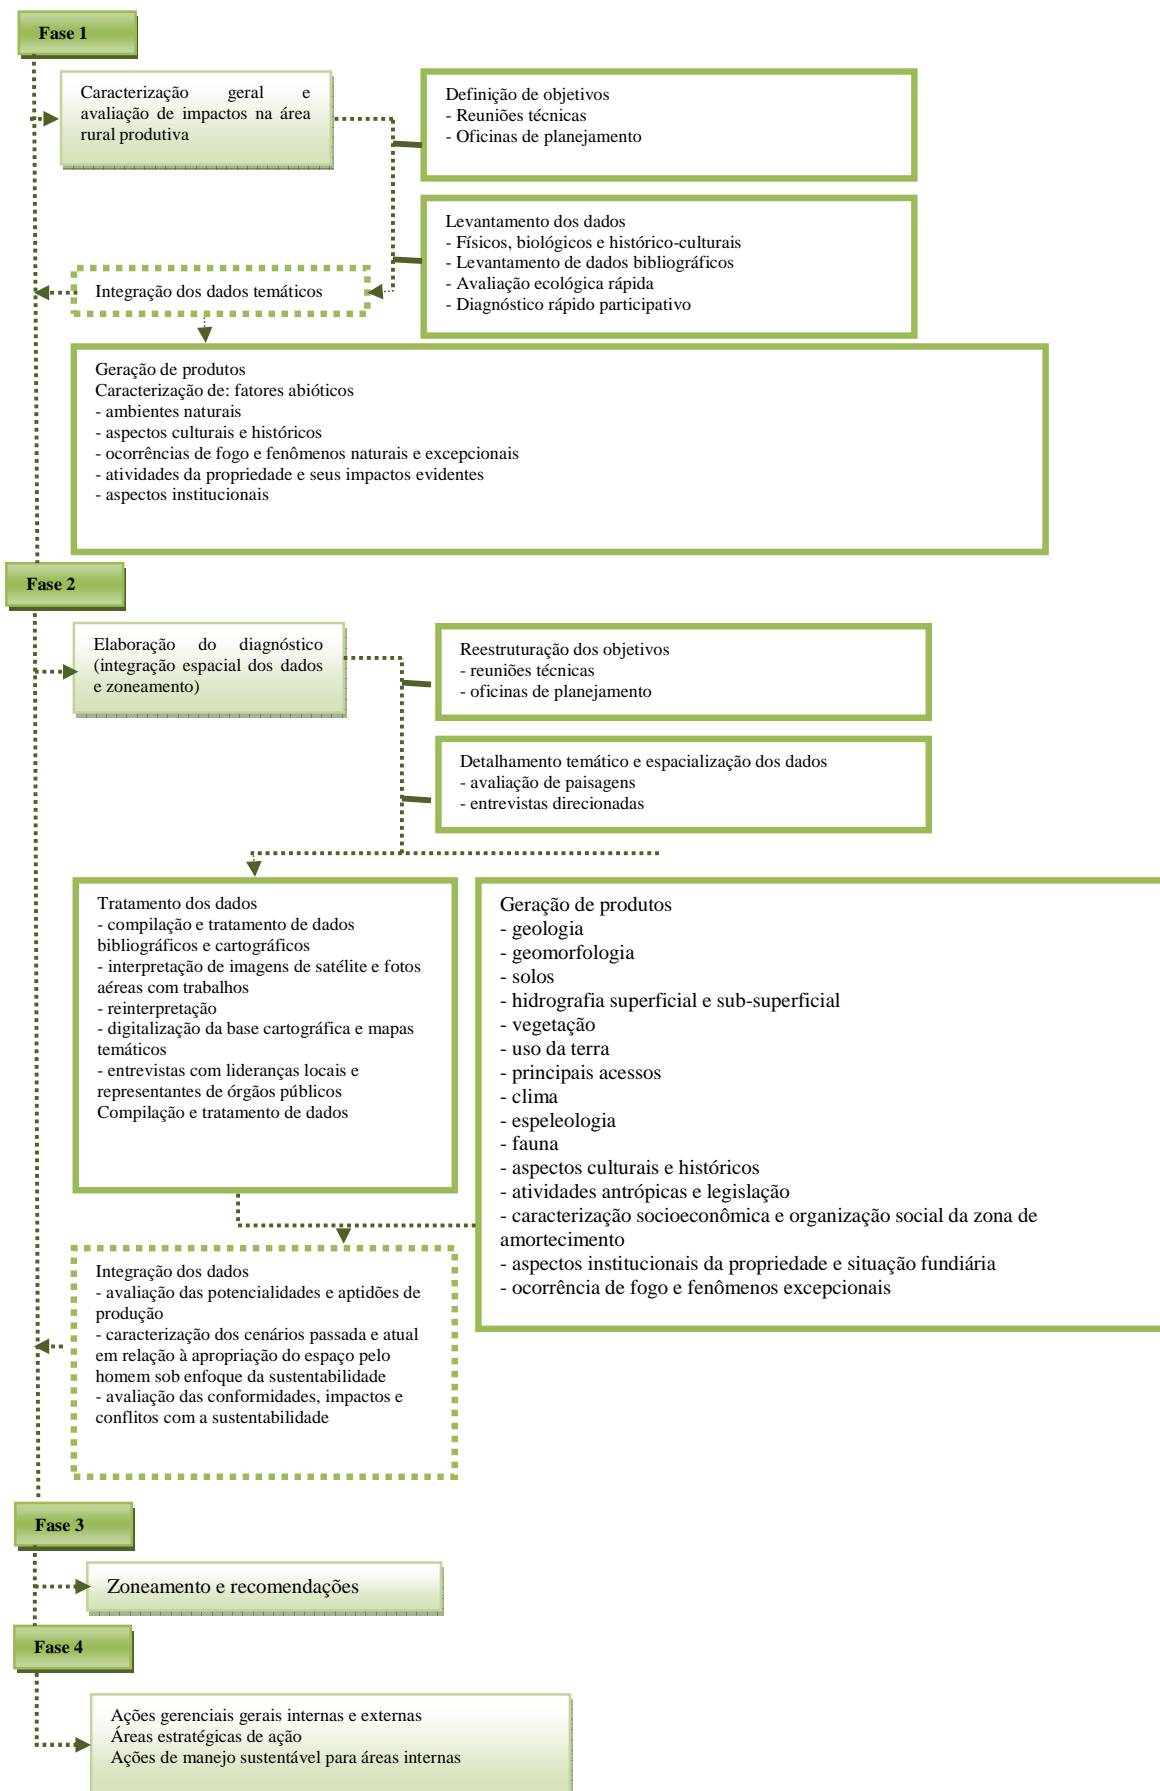 Fase 1
Caracterização geral e
avaliação de impactos na área
rural produtiva
Definição de objetivos
- Reuniões técnicas
- Oficinas de planejamento
Levantamento dos dados
- Físicos, biológicos e histórico-culturais
- Levantamento de dados bibliográficos
- Avaliação ecológica rápida
- Diagnóstico rápido participativo
Integração dos dados temáticos
Geração de produtos
Caracterização de: fatores abióticos
- ambientes naturais
- aspectos culturais e históricos
- ocorrências de fogo e fenômenos naturais e excepcionais
- atividades da propriedade e seus impactos evidentes
- aspectos institucionais
Fase 2
Elaboração do diagnóstico
(integração espacial dos dados
e zoneamento)
Reestruturação dos objetivos
- reuniões técnicas
- oficinas de planejamento
Detalhamento temático e espacialização dos dados
- avaliação de paisagens
- entrevistas direcionadas
Tratamento dos dados
- compilação e tratamento de dados
bibliográficos e cartográficos
- interpretação de imagens de satélite e fotos
aéreas com trabalhos
- reinterpretação
- digitalização da base cartográfica e mapas
temáticos
- entrevistas com lideranças locais e
representantes de órgãos públicos
Compilação e tratamento de dados
Geração de produtos
- geologia
- geomorfologia
- solos
- hidrografia superficial e sub-superficial
- vegetação
- uso da terra
- principais acessos
- clima
- espeleologia
- fauna
- aspectos culturais e históricos
- atividades antrópicas e legislação
- caracterização socioeconômica e organização social da zona de
amortecimento
- aspectos institucionais da propriedade e situação fundiária
- ocorrência de fogo e fenômenos excepcionais
Integração dos dados
- avaliação das potencialidades e aptidões de
produção
- caracterização dos cenários passada e atual
em relação à apropriação do espaço pelo
homem sob enfoque da sustentabilidade
- avaliação das conformidades, impactos e
conflitos com a sustentabilidade
Fase 3
Zoneamento e recomendações
Fase 4
Ações gerenciais gerais internas e externas
Áreas estratégicas de ação
Ações de manejo sustentável para áreas internas